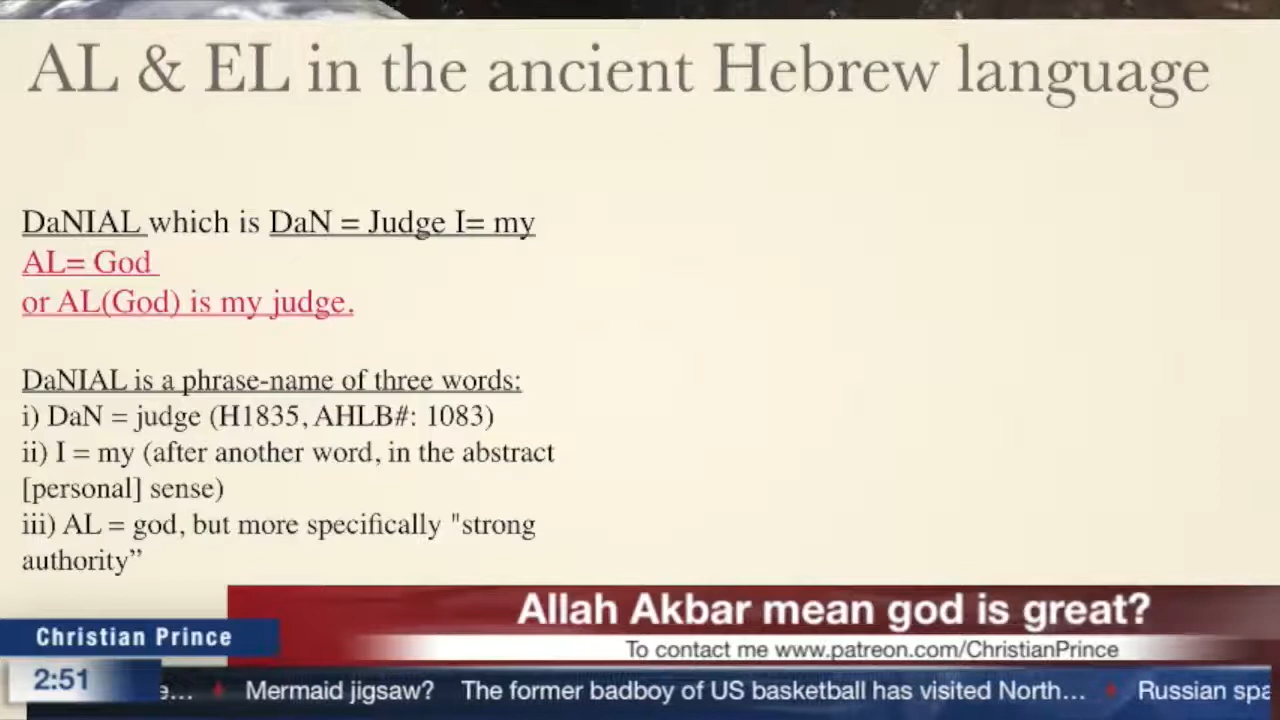 AL & EL in the ancient Hebrew language
DaNIAL which is DaN = Judge I= my
AL= God
or AL(God) is my judge.
DaNIAL is a phrase-name of three words:
i) DaN = judge (H1835, AHLB#: 1083)
ii) I = my (after another word, in the abstract
[personal] sense)
iii) AL = god, but more specifically "strong
authority”
Allah Akbar mean god is great?
Christian Prince
To contact me www.patreon.com/ChristianPrince
2:51
e... Mermaid jigsaw? The former badboy of US basketball has visited North... Russian spa